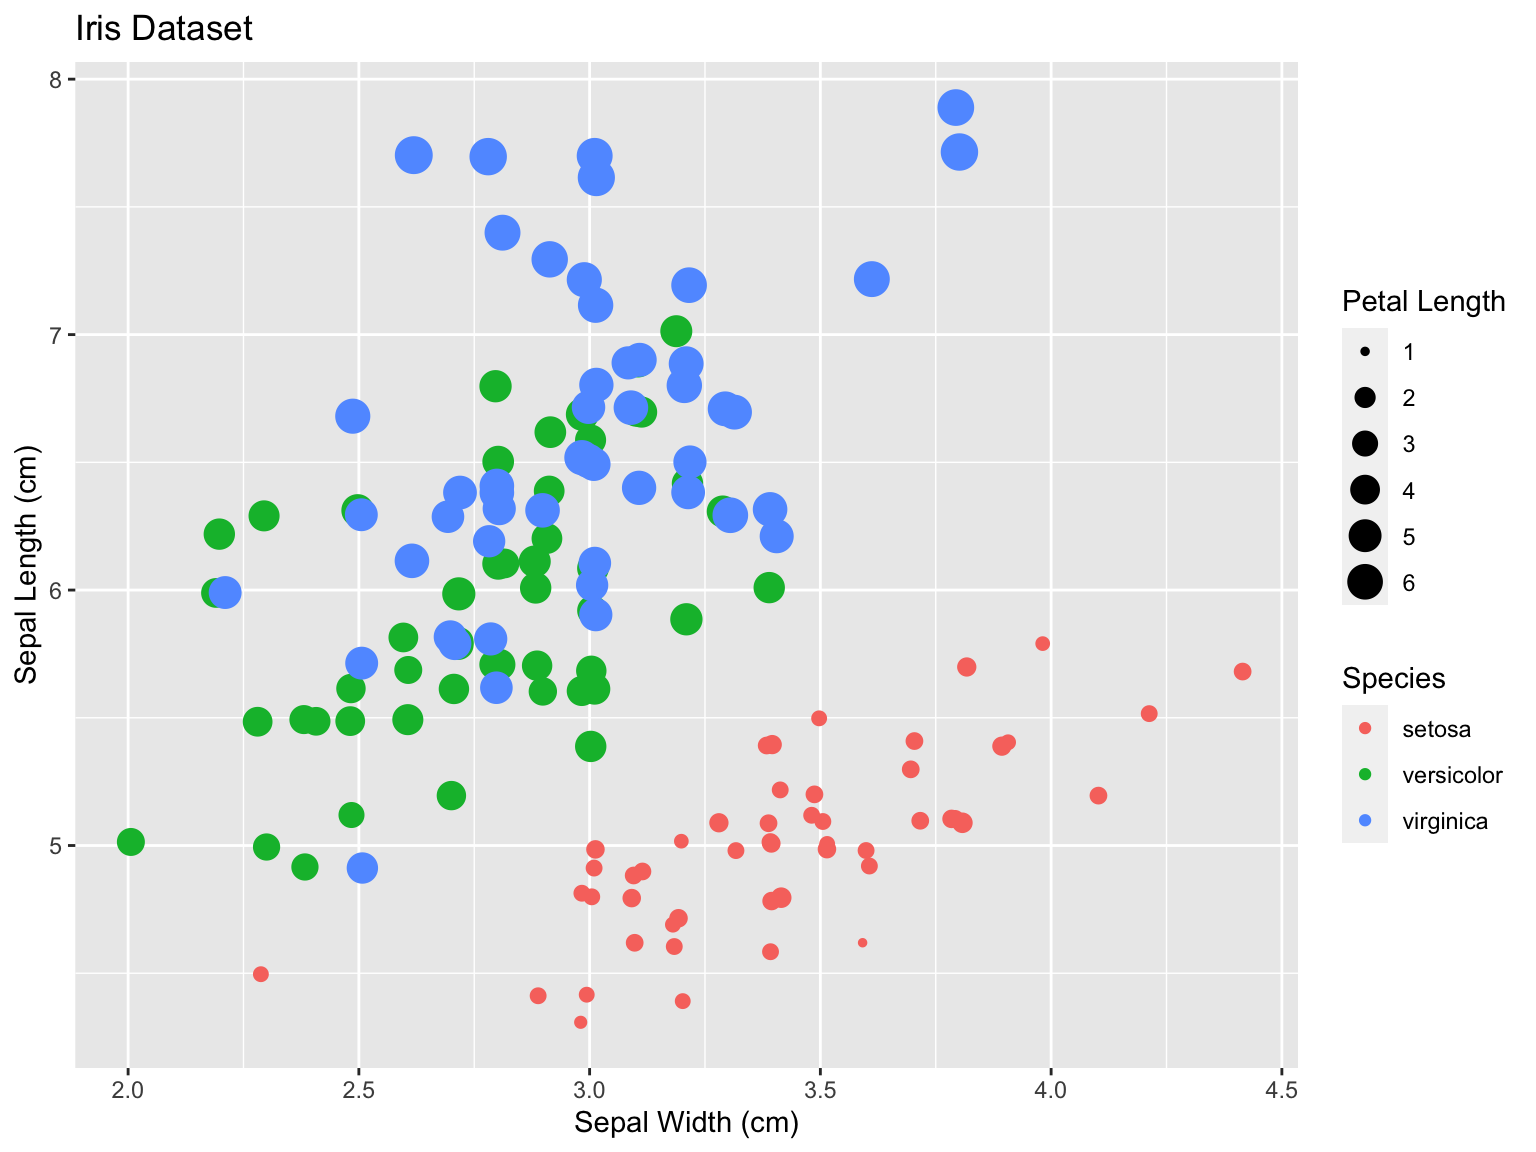 Iris Dataset
8
7
6
5
Sepal Length (cm)
2.0 2.5 3.0 3.5 4.0 4.5
Sepal Width (cm)
Petal Length
1
2
3
4
5
6
Species
setosa
versicolor
virginica